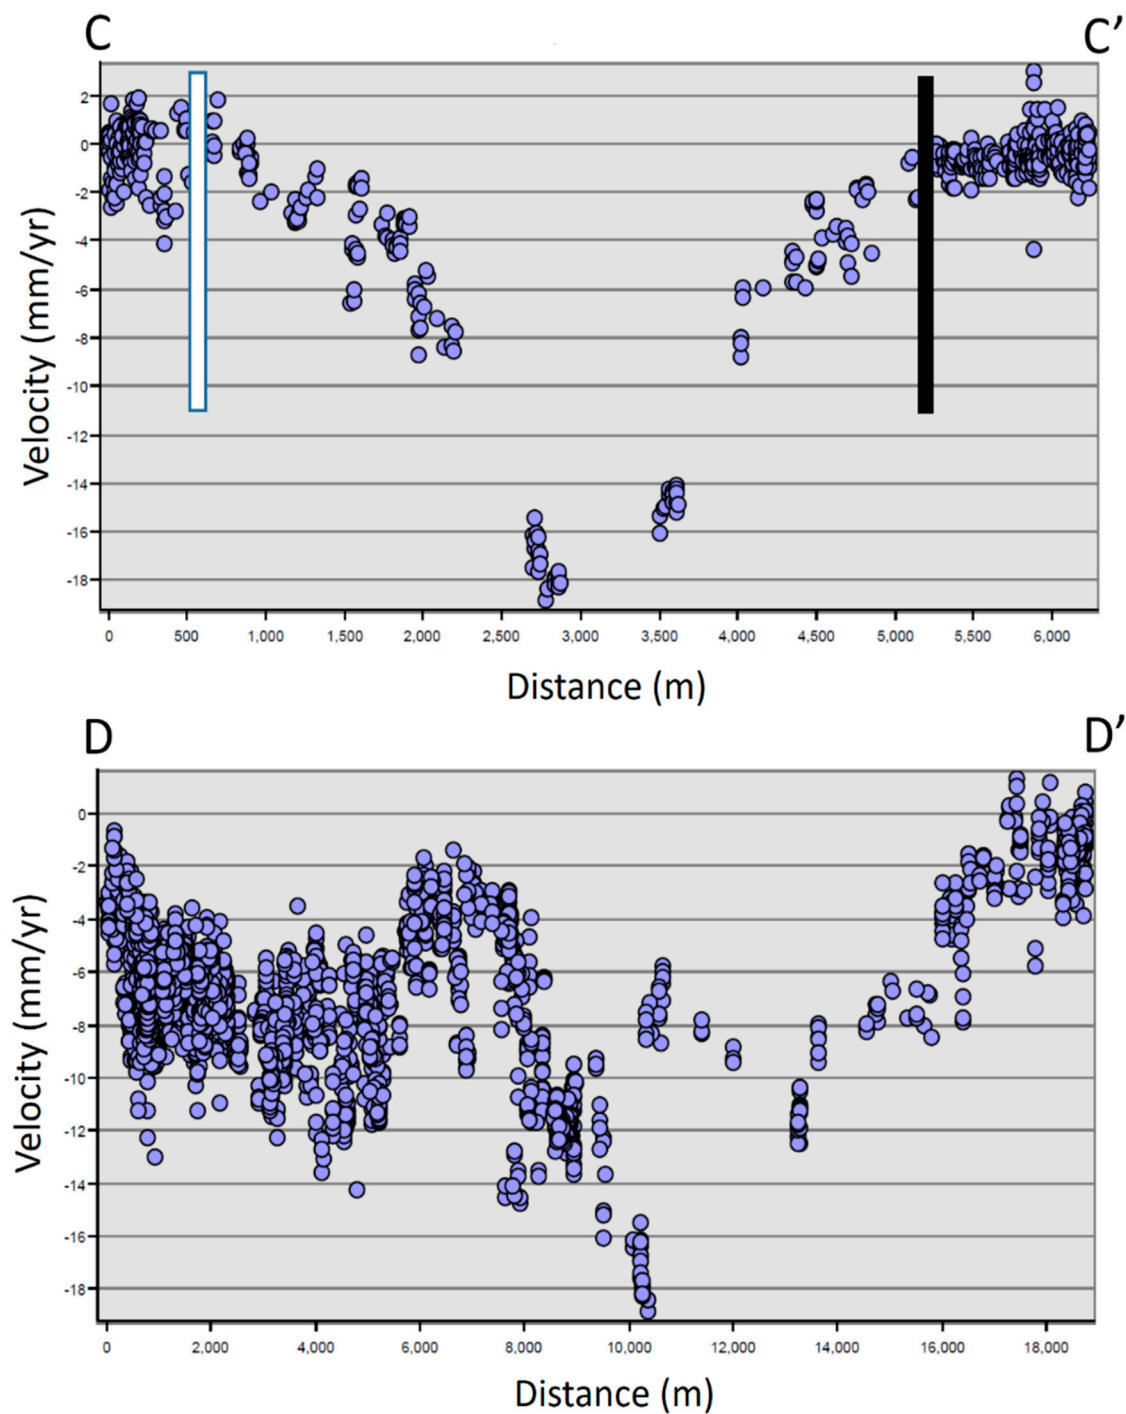 C C’
2
0
-2
-4
-6
-8
-10
-12
-14
-16
-18
Velocity (mm/yr)
0 500 1,000 1,500 2,000 2,500 3,000 3,500 4,000 4,500 5,000 5,500 6,000
Distance (m)
D D’
0
-2
-4
-6
-8
-10
-12
-14
-16
-18
Velocity (mm/yr)
0 2,000 4,000 6,000 8,000 10,000 12,000 14,000 16,000 18,000
Distance (m)